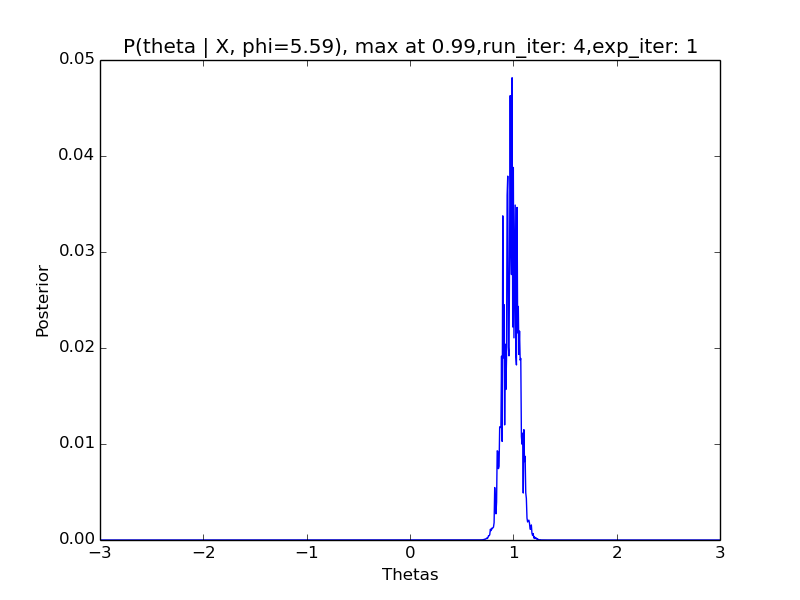 P(theta | X, phi=5.59), max at 0.99,run_iter: 4,exp_iter: 1
0.05
0.04
0.03
0.02
0.01
0.00
Posterior
−3 −2 −1 0 1 2 3
Thetas